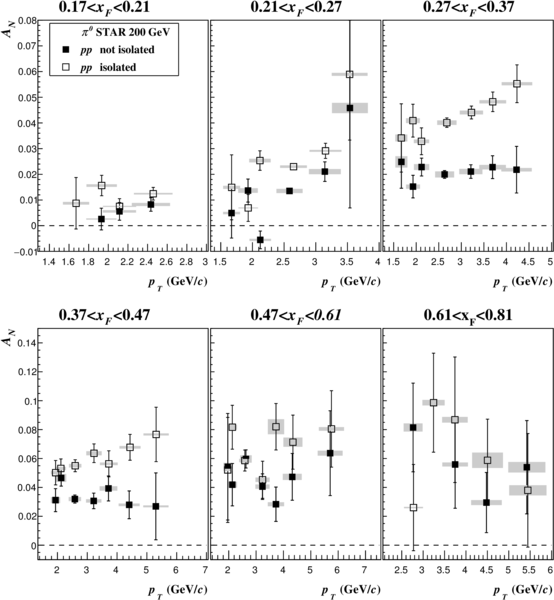 0.17<x_F<0.21 0.21<x_F<0.27 0.27<x_F<0.37
A_N
π⁰ STAR 200 GeV
pp not isolated
pp isolated
0.08
0.07
0.06
0.05
0.04
0.03
0.02
0.01
0
−0.01
1.4 1.6 1.8 2 2.2 2.4 2.6 2.8 3 1.5 2 2.5 3 3.5 4 1.5 2 2.5 3 3.5 4 4.5 5
p_T (GeV/c) p_T (GeV/c) p_T (GeV/c)
0.37<x_F<0.47 0.47<x_F<0.61 0.61<x_F<0.81
A_N
0.14
0.12
0.1
0.08
0.06
0.04
0.02
0
2 3 4 5 6 7 2 3 4 5 6 7 2.5 3 3.5 4 4.5 5 5.5 6
p_T (GeV/c) p_T (GeV/c) p_T (GeV/c)